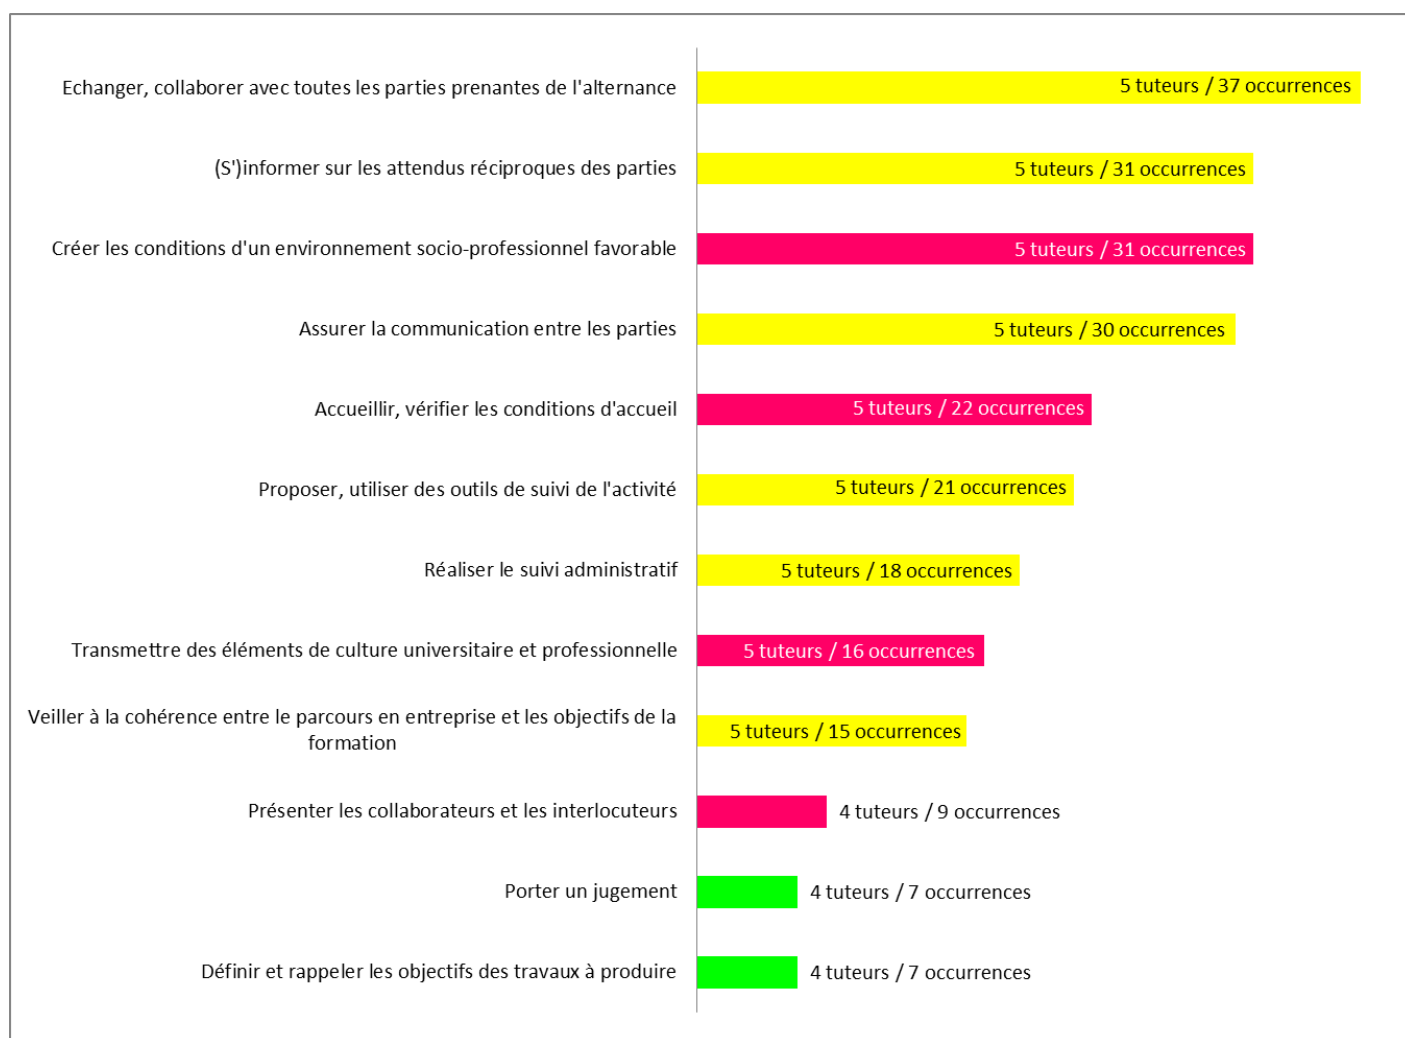 Echanger, collaborer avec toutes les parties prenantes de l'alternance
5 tuteurs / 37 occurrences
(S')informer sur les attendus réciproques des parties
5 tuteurs / 31 occurrences
Créer les conditions d'un environnement socio-professionnel favorable
5 tuteurs / 31 occurrences
Assurer la communication entre les parties
5 tuteurs / 30 occurrences
Accueillir, vérifier les conditions d'accueil
5 tuteurs / 22 occurrences
Proposer, utiliser des outils de suivi de l'activité
5 tuteurs / 21 occurrences
Réaliser le suivi administratif
5 tuteurs / 18 occurrences
Transmettre des éléments de culture universitaire et professionnelle
5 tuteurs / 16 occurrences
Veiller à la cohérence entre le parcours en entreprise et les objectifs de la
formation
5 tuteurs / 15 occurrences
Présenter les collaborateurs et les interlocuteurs
4 tuteurs / 9 occurrences
Porter un jugement
4 tuteurs / 7 occurrences
Définir et rappeler les objectifs des travaux à produire
4 tuteurs / 7 occurrences